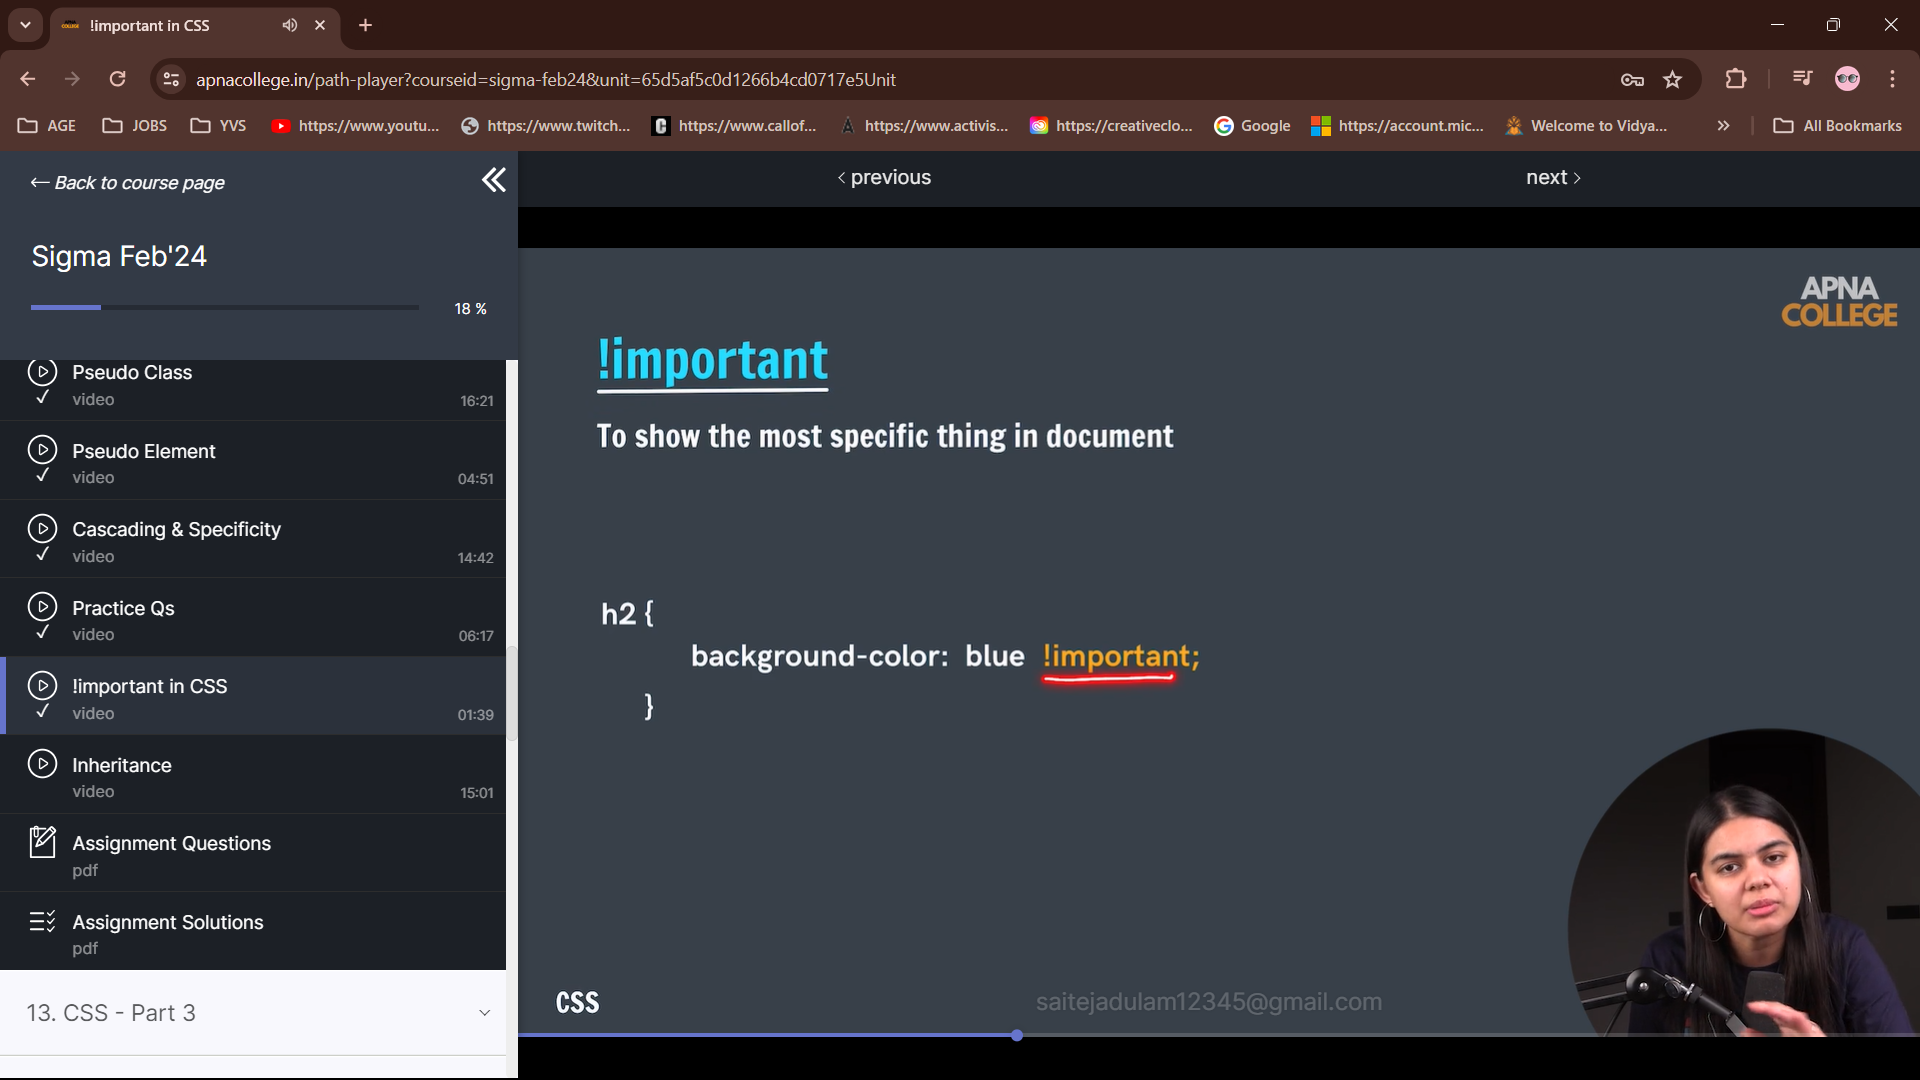 !important in CSS
apnacollege.in/path-player?courseid=sigma-feb24&unit=65d5af5c0d1266b4cd0717e5Unit
AGE JOBS YVS https://www.youtu... https://www.twitch... https://www.callof... https://www.activis... https://creativeclo... Google https://account.mic... Welcome to Vidya... All Bookmarks
← Back to course page
‹ previous
next ›
Sigma Feb'24
18 %
Pseudo Class
video 16:21
Pseudo Element
video 04:51
Cascading & Specificity
video 14:42
Practice Qs
video 06:17
!important in CSS
video 01:39
Inheritance
video 15:01
Assignment Questions
pdf
Assignment Solutions
pdf
13. CSS - Part 3
APNA
COLLEGE
!important
To show the most specific thing in document
h2 {
background-color: blue !important;
}
CSS
saitejadulam12345@gmail.com